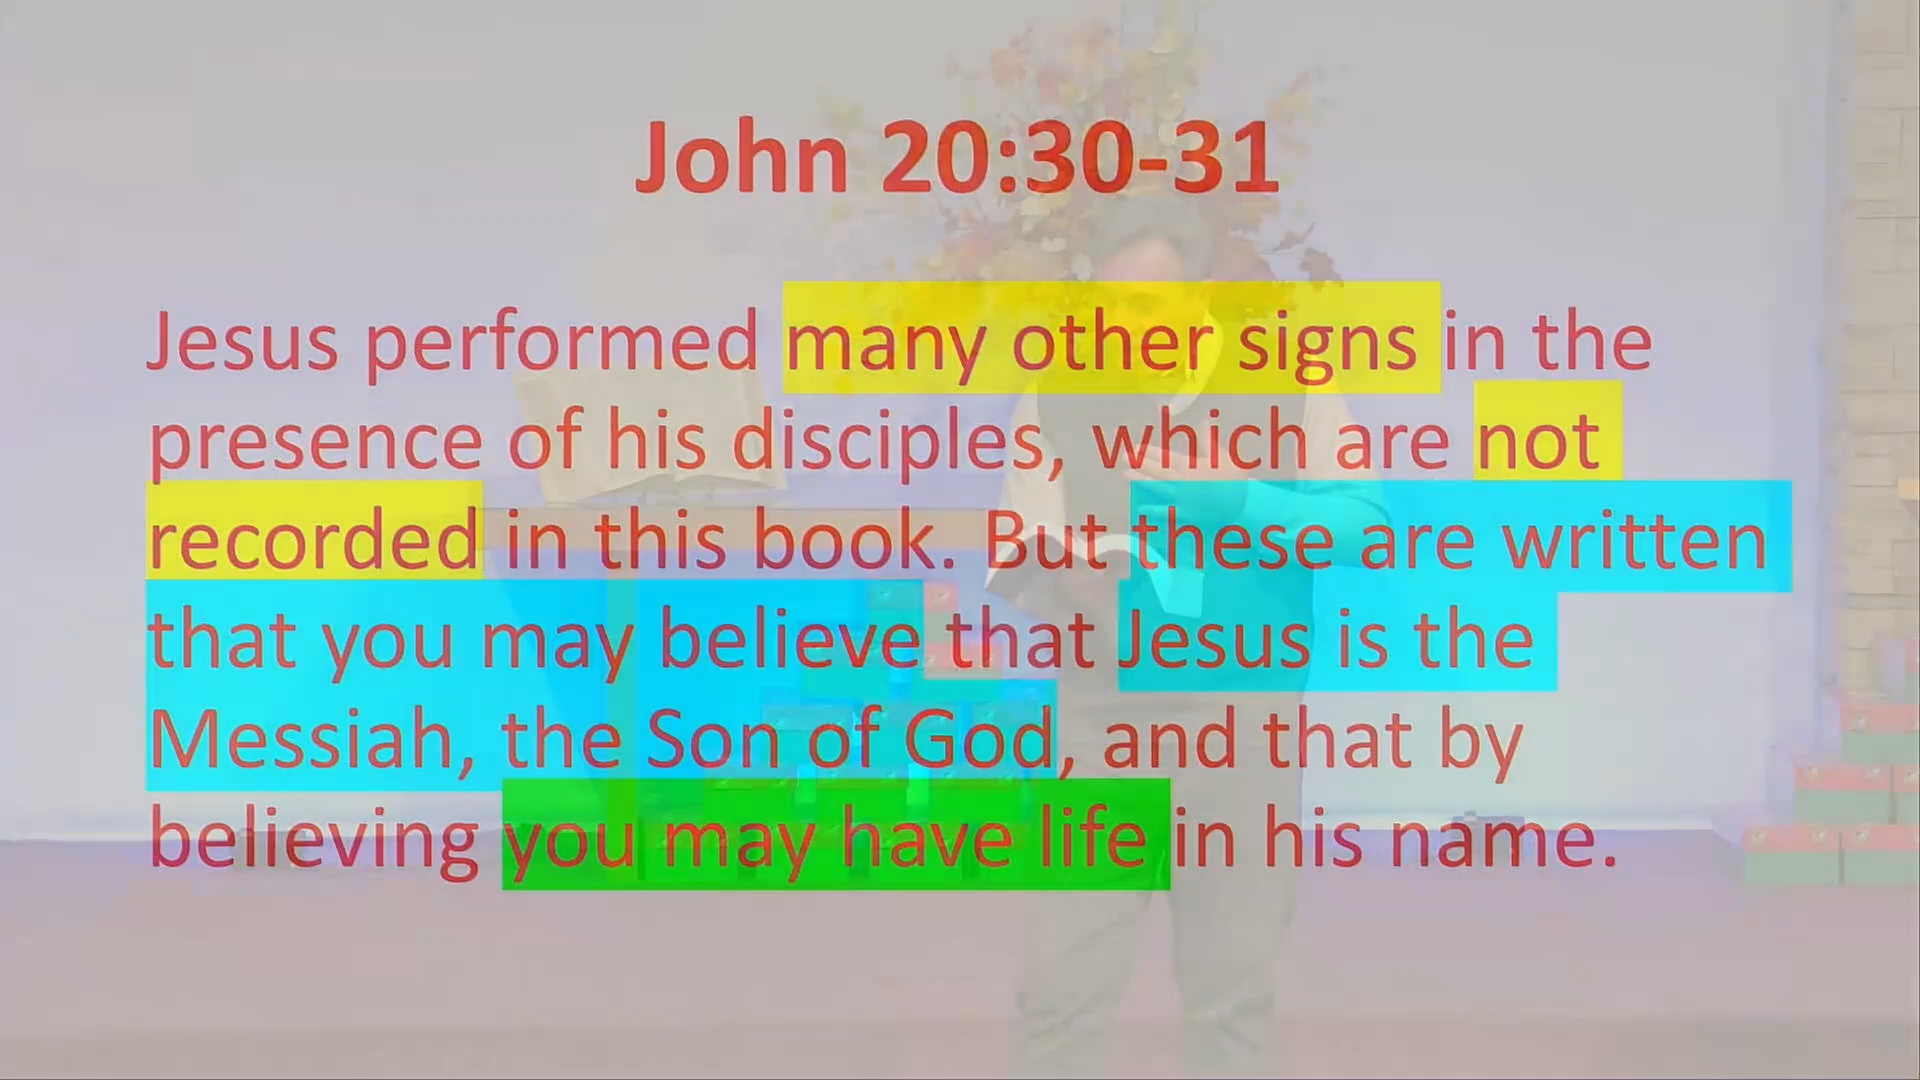 John 20:30-31
Jesus performed many other signs in the
presence of his disciples, which are not
recorded in this book. But these are written
that you may believe that Jesus is the
Messiah, the Son of God, and that by
believing you may have life in his name.